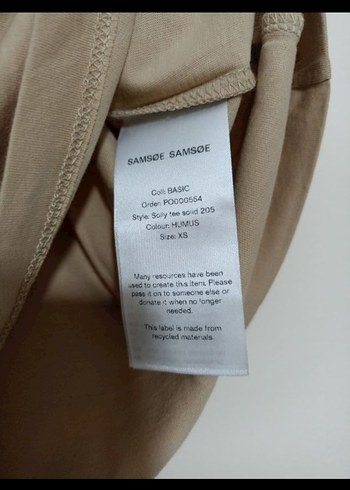 SAMSØE SAMSØE
Coll: BASIC
Order: PO000554
Style: Solly tee solid 205
Colour: HUMUS
Size: XS
Many resources have been
used to create this item. Please
pass it on to someone else or
donate it when no longer
needed.
This label is made from
recycled materials.